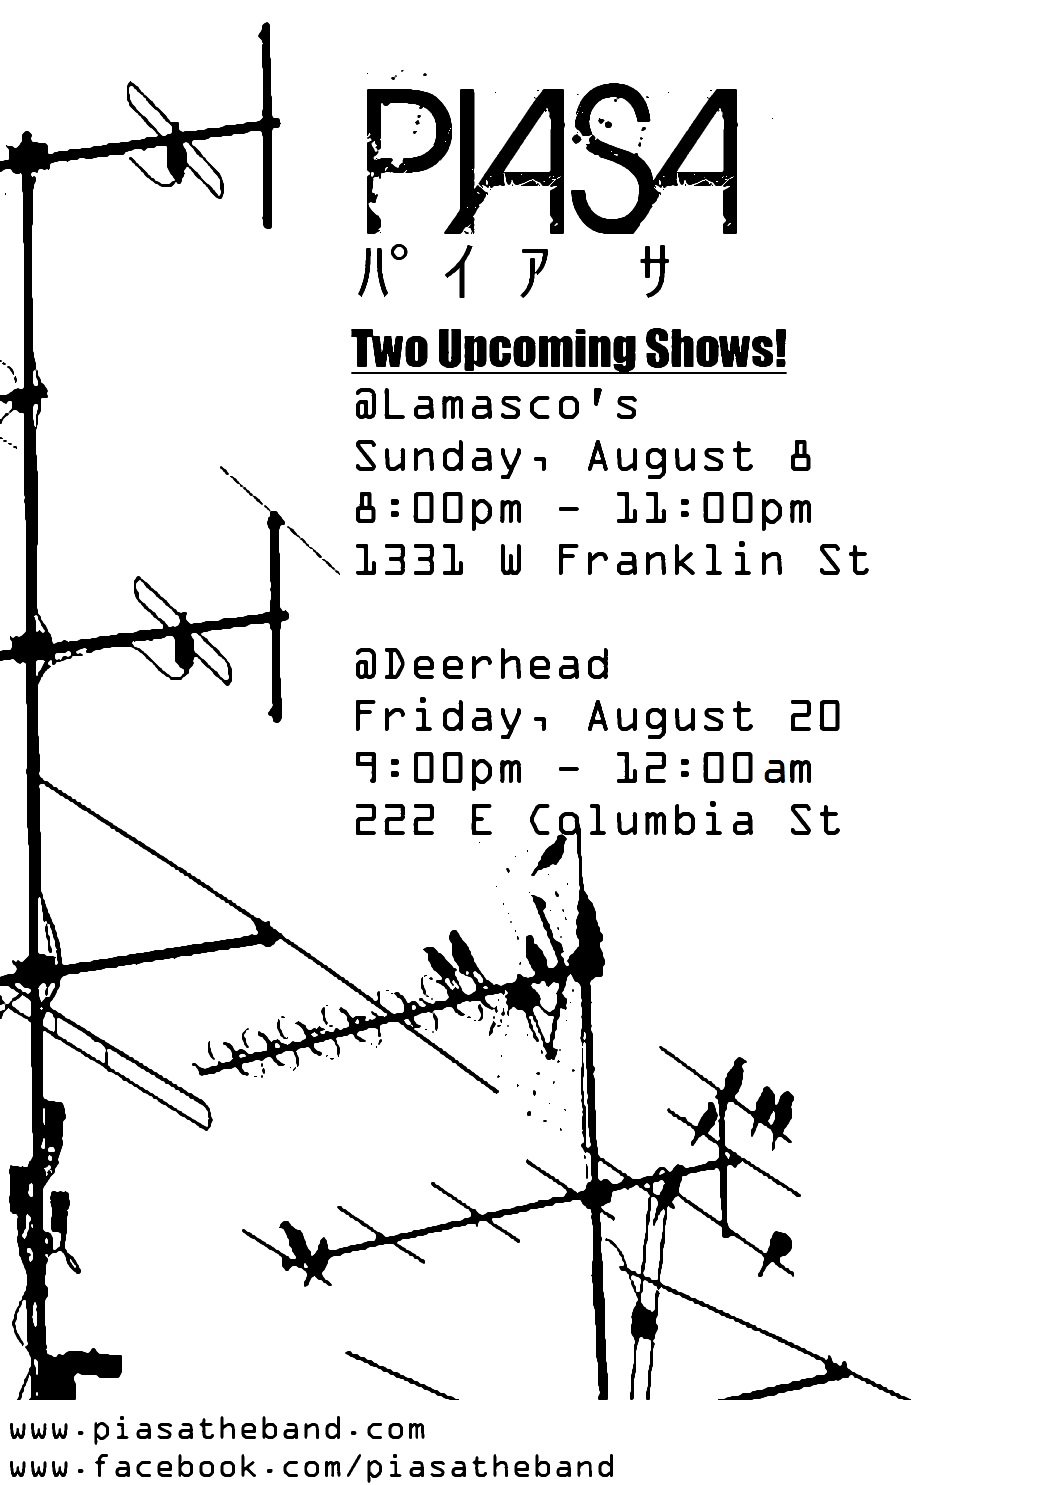 PIASA
パイア サ
Two Upcoming Shows!
@Lamasco's
Sunday, August 8
8:00pm - 11:00pm
1331 W Franklin St
@Deerhead
Friday, August 20
9:00pm - 12:00am
222 E Columbia St
www.piasatheband.com
www.facebook.com/piasatheband